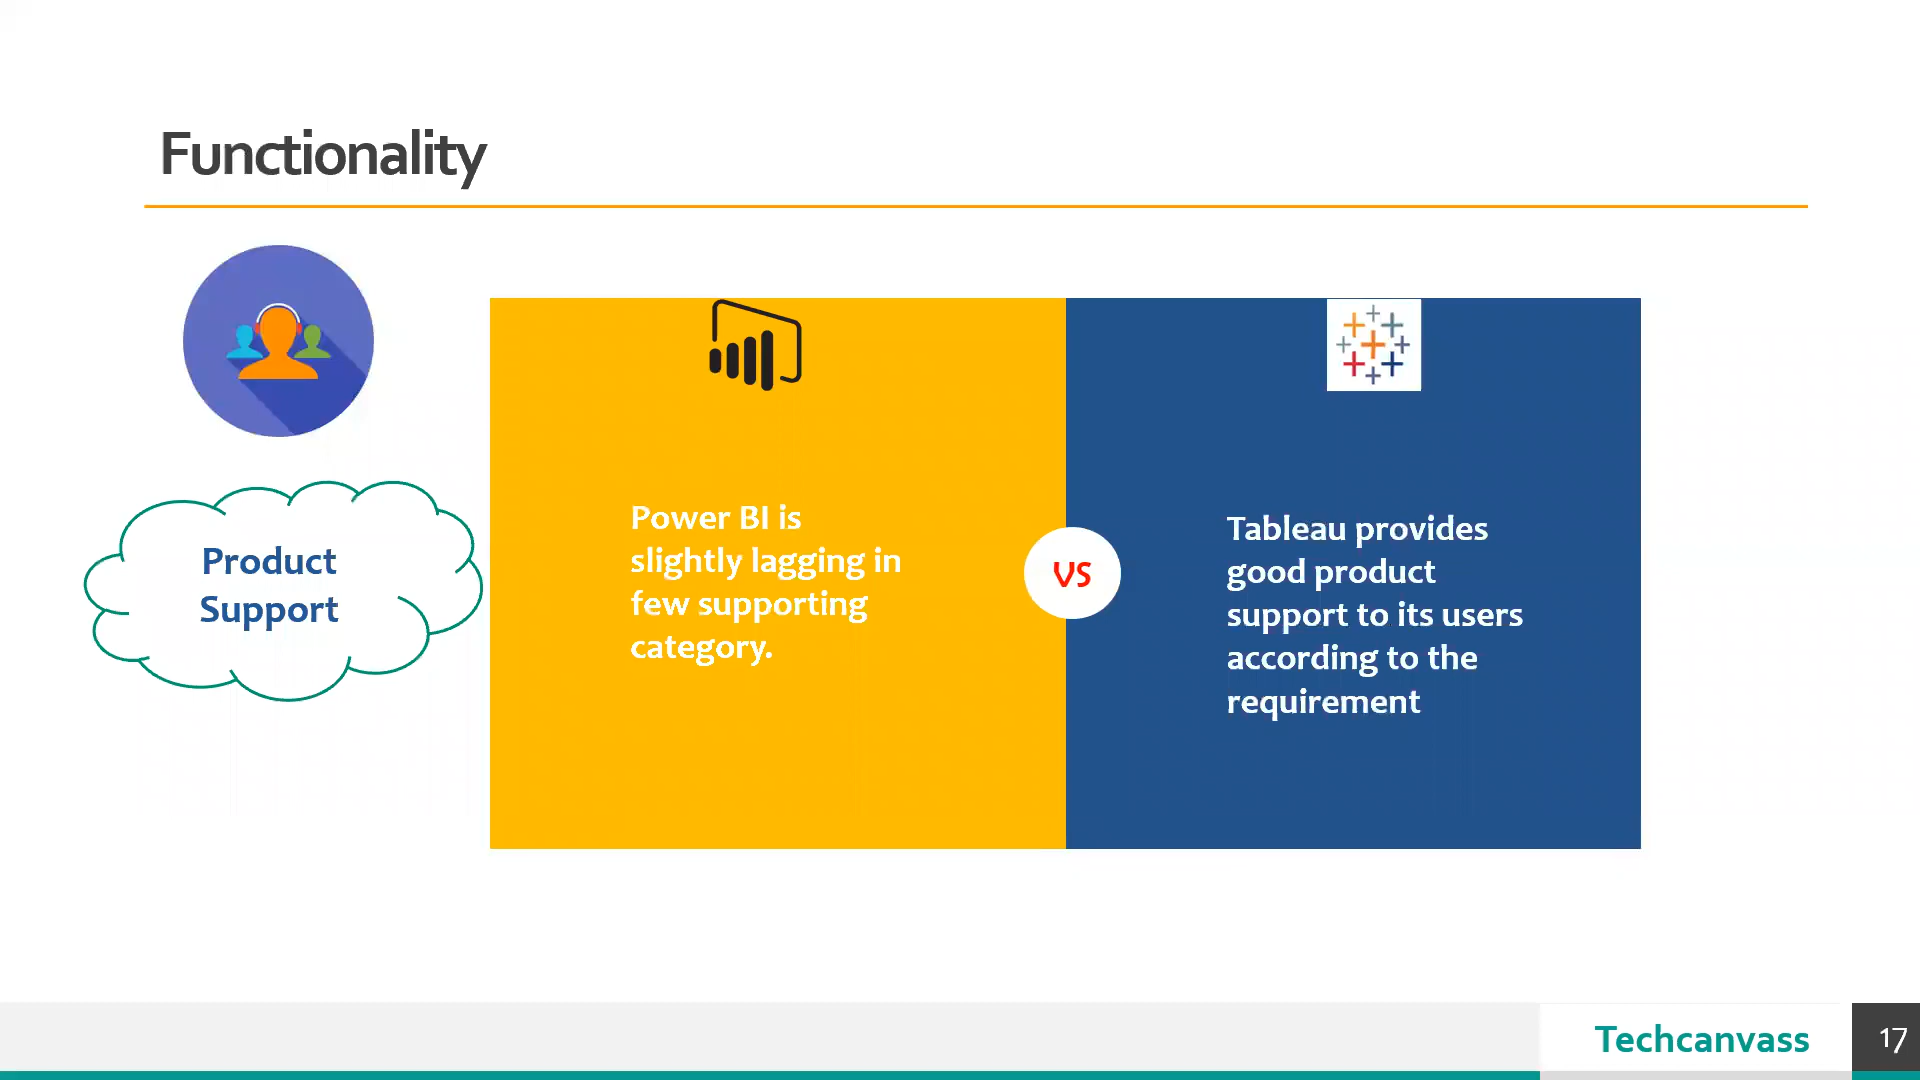 Functionality
Product
Support
Power BI is
slightly lagging in
few supporting
category.
VS
Tableau provides
good product
support to its users
according to the
requirement
Techcanvass
17